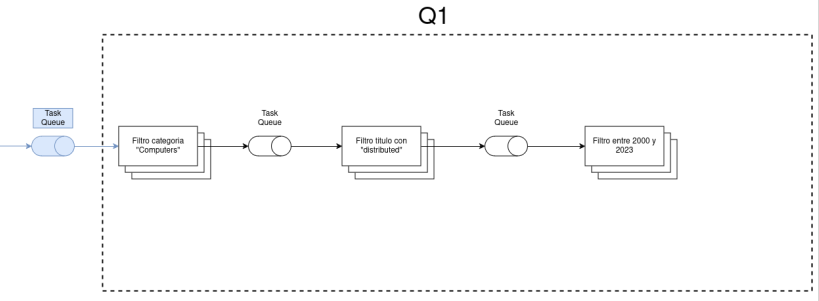 Q1
Task
Queue
Filtro categoria
"Computers"
Task
Queue
Filtro titulo con
"distributed"
Task
Queue
Filtro entre 2000 y
2023